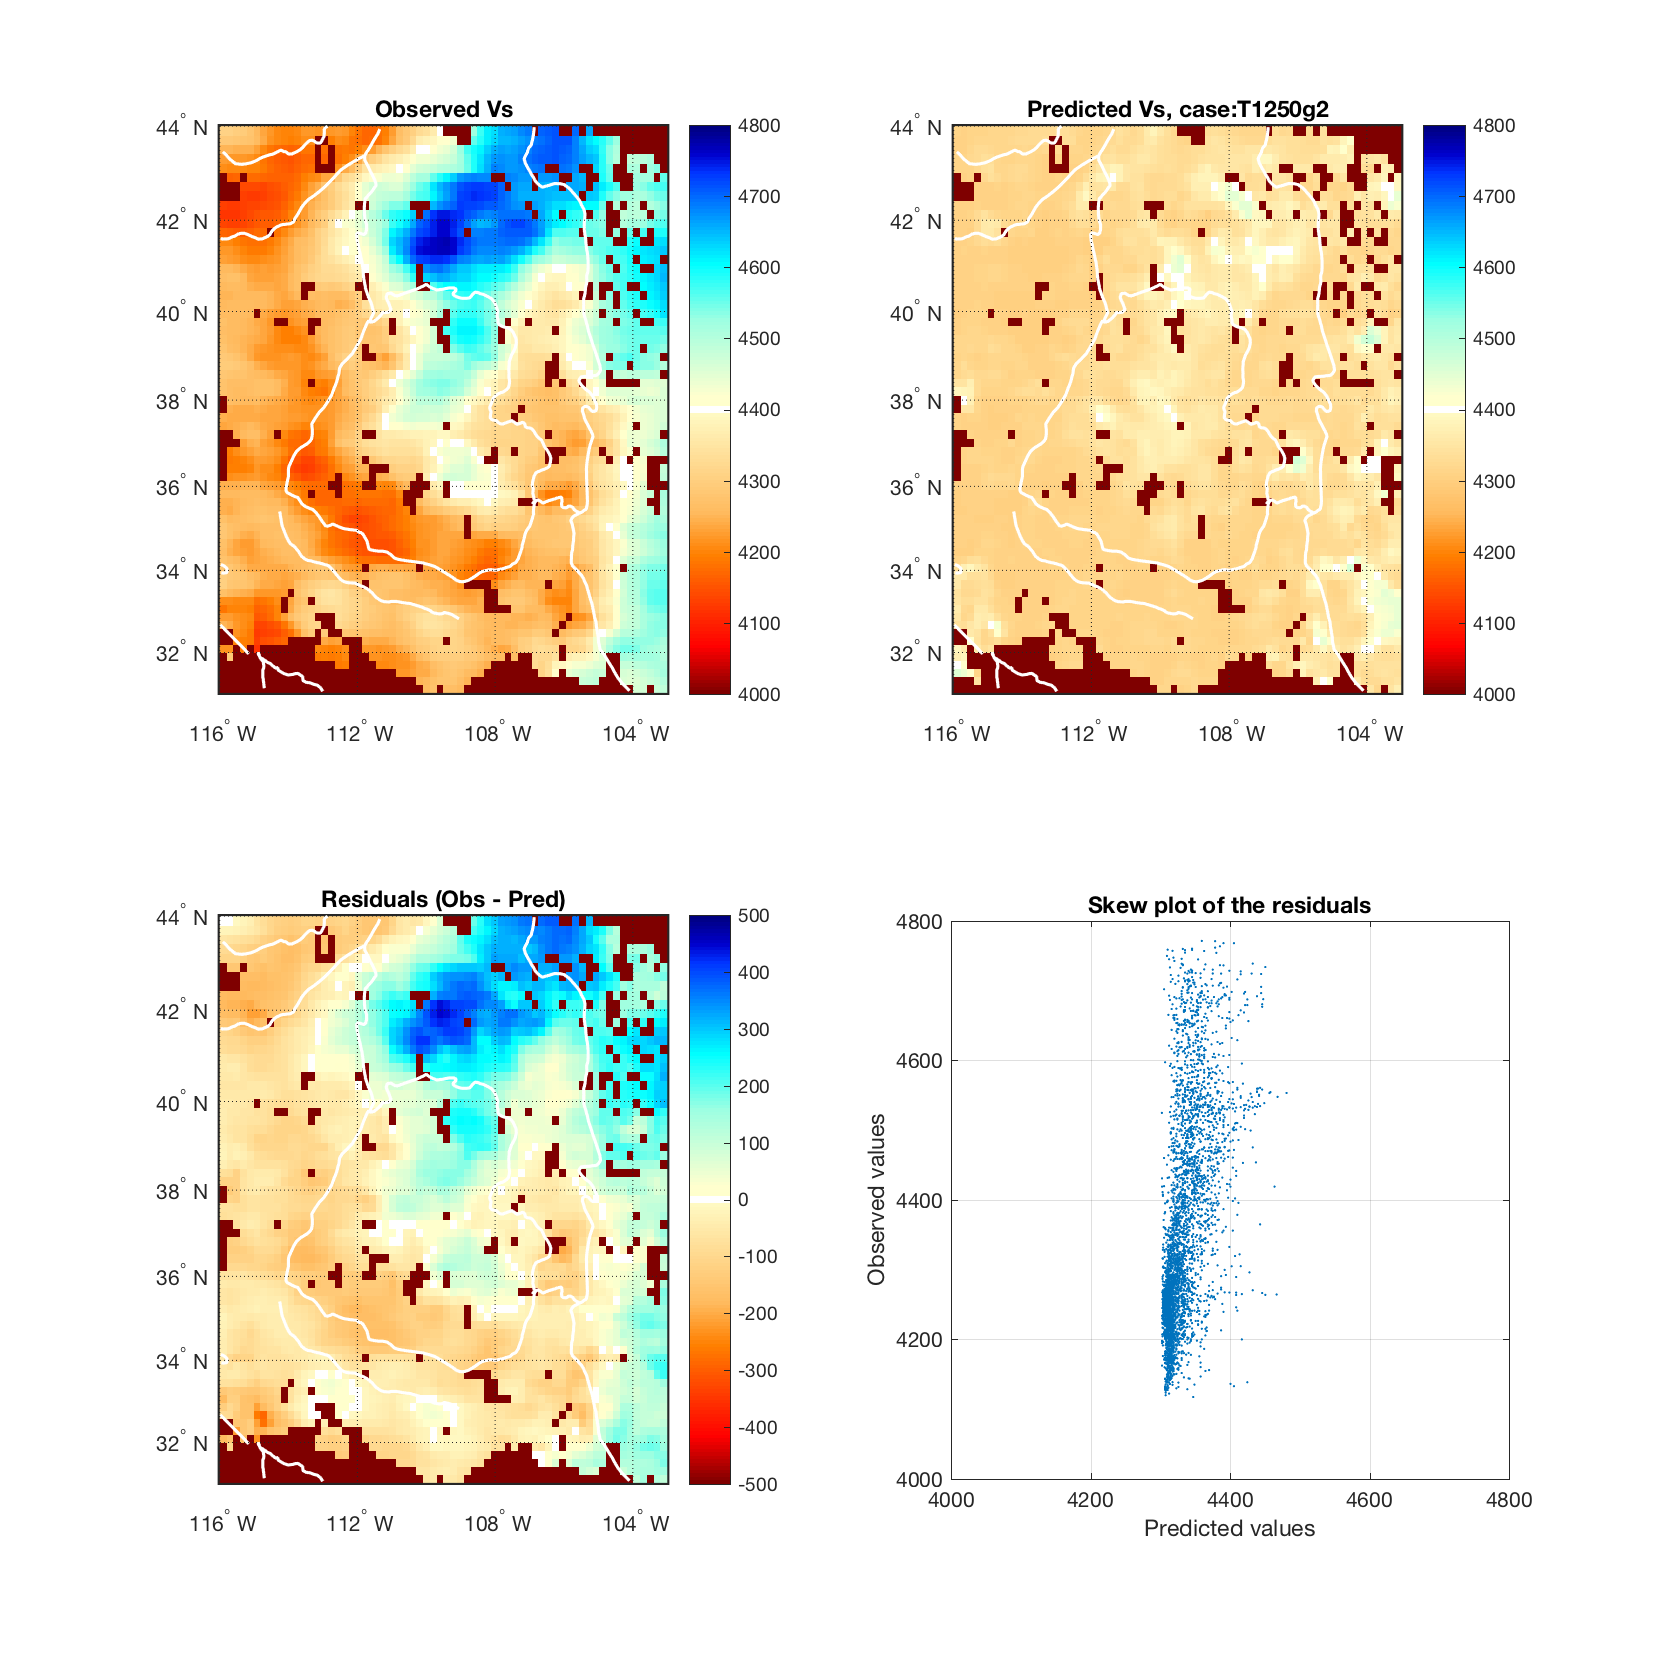 Observed Vs
44° N
42° N
40° N
38° N
36° N
34° N
32° N
116° W
112° W
108° W
104° W
4800
4700
4600
4500
4400
4300
4200
4100
4000
Predicted Vs, case:T1250g2
44° N
42° N
40° N
38° N
36° N
34° N
32° N
116° W
112° W
108° W
104° W
4800
4700
4600
4500
4400
4300
4200
4100
4000
Residuals (Obs - Pred)
44° N
42° N
40° N
38° N
36° N
34° N
32° N
116° W
112° W
108° W
104° W
500
400
300
200
100
0
-100
-200
-300
-400
-500
Skew plot of the residuals
Observed values
4800
4600
4400
4200
4000
4000
4200
4400
4600
4800
Predicted values